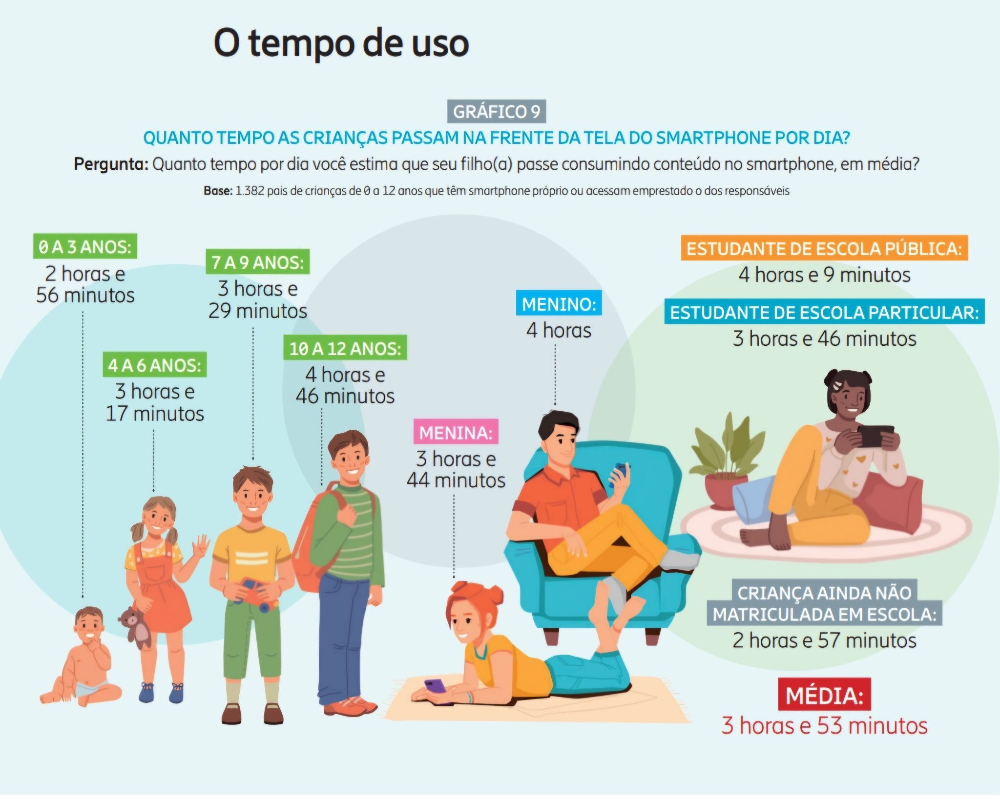 O tempo de uso
GRÁFICO 9
QUANTO TEMPO AS CRIANÇAS PASSAM NA FRENTE DA TELA DO SMARTPHONE POR DIA?
Pergunta: Quanto tempo por dia você estima que seu filho(a) passe consumindo conteúdo no smartphone, em média?
Base: 1.382 pais de crianças de 0 a 12 anos que têm smartphone próprio ou acessam emprestado o dos responsáveis
0 A 3 ANOS:
2 horas e
56 minutos
4 A 6 ANOS:
3 horas e
17 minutos
7 A 9 ANOS:
3 horas e
29 minutos
10 A 12 ANOS:
4 horas e
46 minutos
MENINA:
3 horas e
44 minutos
MENINO:
4 horas
ESTUDANTE DE ESCOLA PÚBLICA:
4 horas e 9 minutos
ESTUDANTE DE ESCOLA PARTICULAR:
3 horas e 46 minutos
CRIANÇA AINDA NÃO
MATRICULADA EM ESCOLA:
2 horas e 57 minutos
MÉDIA:
3 horas e 53 minutos